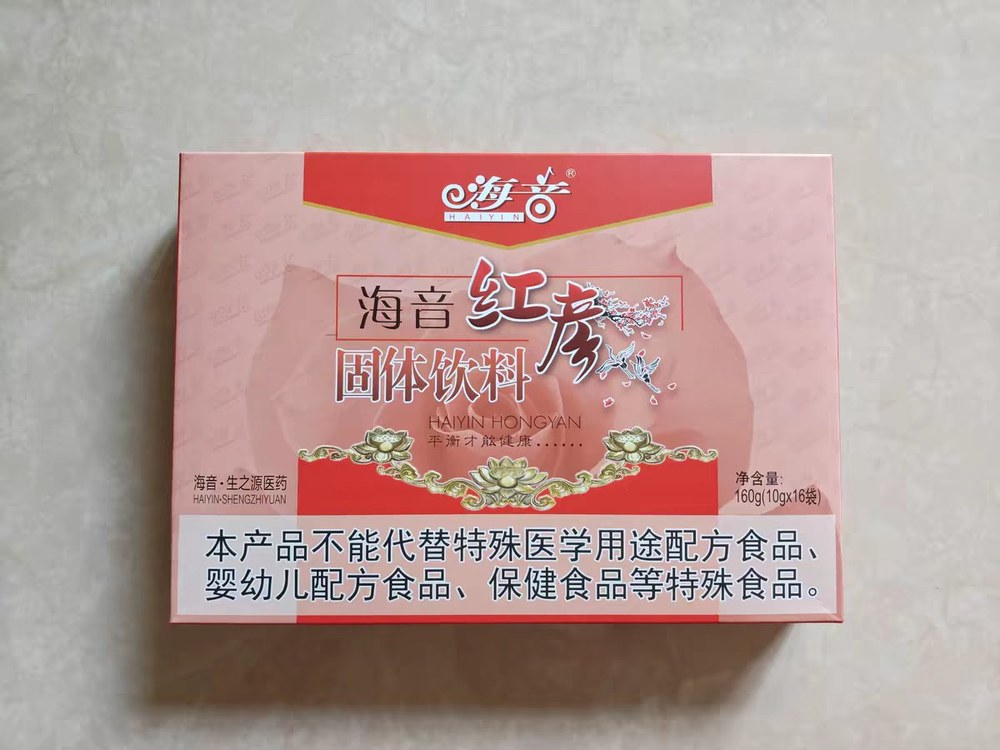 海音®
HAIYIN
海音 红彦
固体饮料
HAIYIN HONGYAN
平衡才能健康......
海音·生之源医药
HAIYIN·SHENGZHIYUAN
净含量:
160g(10gx16袋)
本产品不能代替特殊医学用途配方食品、
婴幼儿配方食品、保健食品等特殊食品。